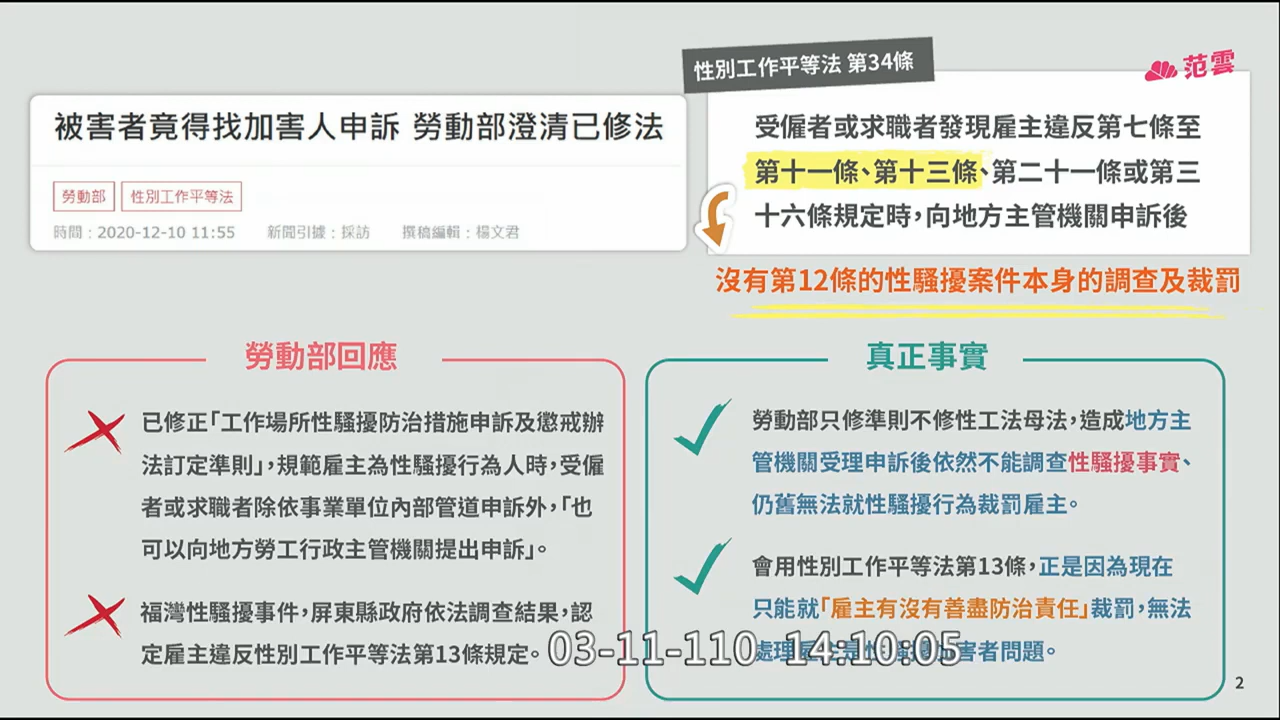 性別工作平等法 第34條
范雲
被害者竟得找加害人申訴 勞動部澄清已修法
勞動部 性別工作平等法
時間：2020-12-10 11:55 新聞引據：採訪 撰稿編輯：楊文君
受僱者或求職者發現雇主違反第七條至
第十一條、第十三條、第二十一條或第三
十六條規定時，向地方主管機關申訴後
沒有第12條的性騷擾案件本身的調查及裁罰
勞動部回應
已修正「工作場所性騷擾防治措施申訴及懲戒辦
法訂定準則」，規範雇主為性騷擾行為人時，受僱
者或求職者除依事業單位內部管道申訴外，「也
可以向地方勞工行政主管機關提出申訴」。
福灣性騷擾事件，屏東縣政府依法調查結果，認
定雇主違反性別工作平等法第13條規定。
真正事實
勞動部只修準則不修性工法母法，造成地方主
管機關受理申訴後依然不能調查性騷擾事實、
仍舊無法就性騷擾行為裁罰雇主。
會用性別工作平等法第13條，正是因為現在
只能就「雇主有沒有善盡防治責任」裁罰，無法
處理 害者問題。
03-11-110 14:10:05
2